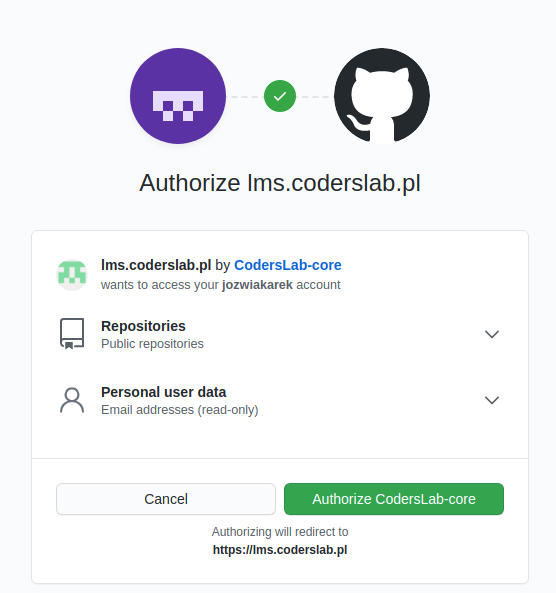 Authorize lms.coderslab.pl
lms.coderslab.pl by CodersLab-core
wants to access your jozwiakarek account
Repositories
Public repositories
Personal user data
Email addresses (read-only)
Cancel
Authorize CodersLab-core
Authorizing will redirect to
https://lms.coderslab.pl